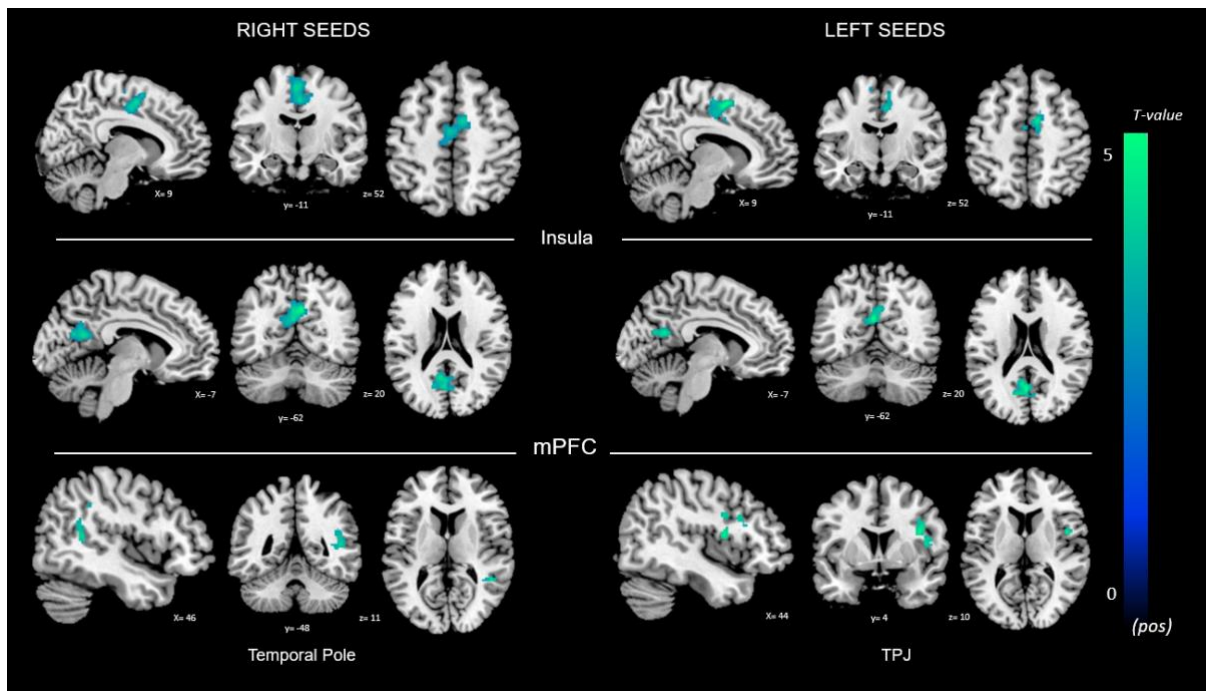 RIGHT SEEDS
LEFT SEEDS
T-value
5
X= 9
y= -11
z= 52
X= 9
y= -11
z= 52
Insula
X= -7
y= -62
z= 20
X= -7
y= -62
z= 20
mPFC
X= 46
y= -48
z= 11
X= 44
y= 4
z= 10
0
(pos)
Temporal Pole
TPJ